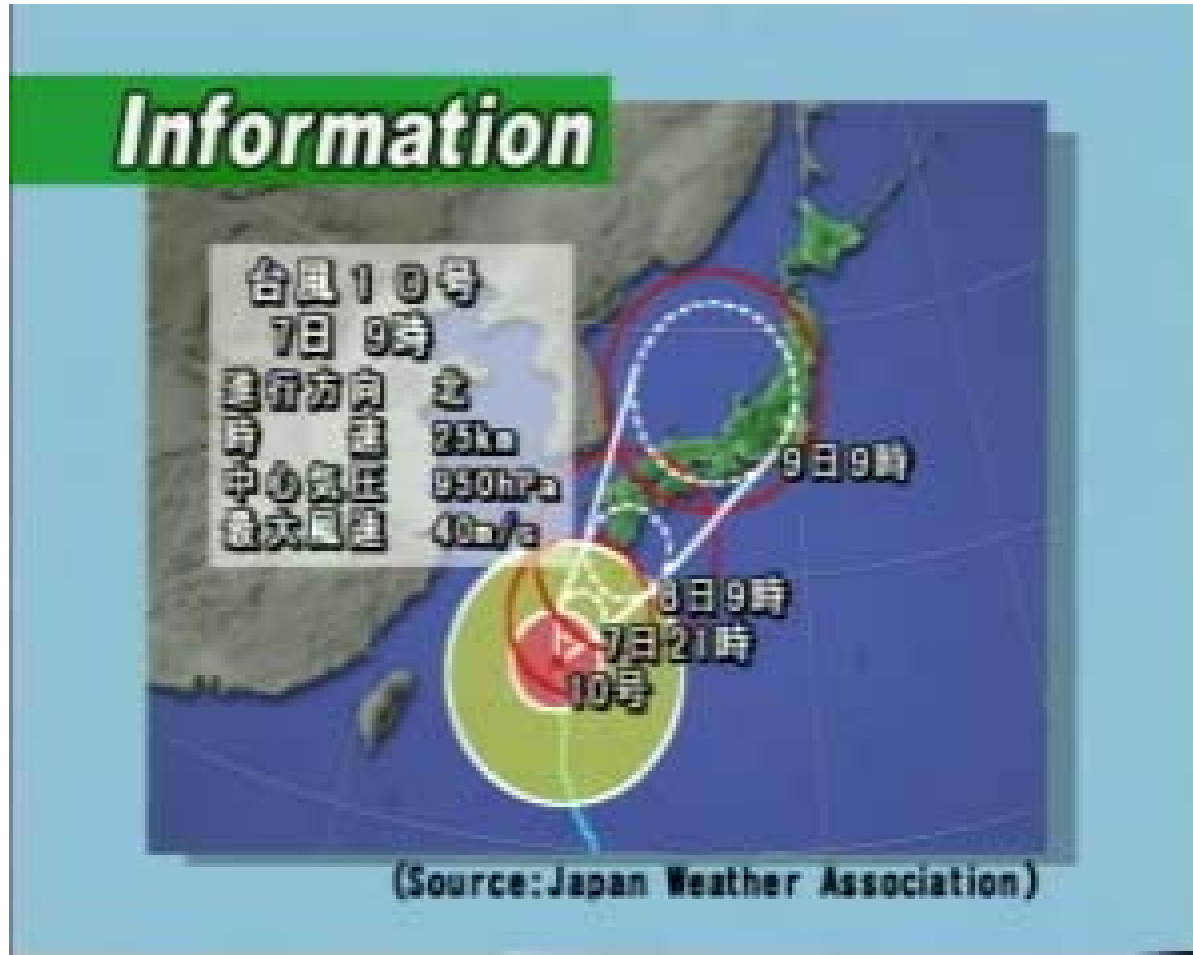 Information
台風10号
7日 9時
進行方向 北
時速 25km
中心気圧 950hPa
最大風速 40m/s
9日9時
8日9時
7日21時
10号
(Source:Japan Weather Association)